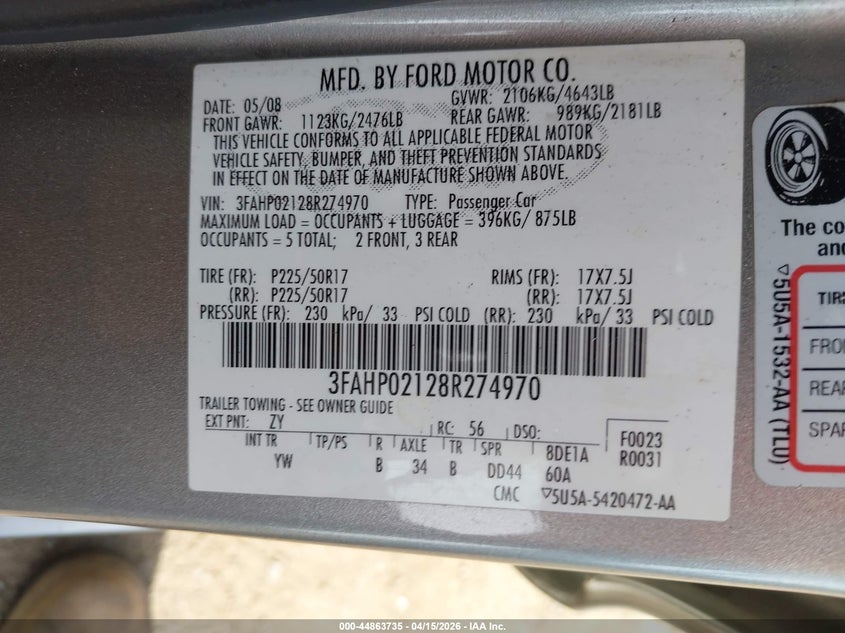 MFD. BY FORD MOTOR CO.
DATE: 05/08 GVWR: 2106KG/4643LB
FRONT GAWR: 1123KG/2476LB REAR GAWR: 989KG/2181LB
THIS VEHICLE CONFORMS TO ALL APPLICABLE FEDERAL MOTOR
VEHICLE SAFETY, BUMPER, AND THEFT PREVENTION STANDARDS
IN EFFECT ON THE DATE OF MANUFACTURE SHOWN ABOVE.
VIN: 3FAHP02128R274970 TYPE: Passenger Car
MAXIMUM LOAD = OCCUPANTS + LUGGAGE = 396KG/ 875LB
OCCUPANTS = 5 TOTAL; 2 FRONT, 3 REAR
TIRE (FR): P225/50R17 RIMS (FR): 17X7.5J
(RR): P225/50R17 (RR): 17X7.5J
PRESSURE (FR): 230 kPa/ 33 PSI COLD (RR): 230 kPa/ 33 PSI COLD
3FAHP02128R274970
TRAILER TOWING - SEE OWNER GUIDE
EXT PNT: ZY RC: 56 DSO: F0023
INT TR TP/PS R AXLE TR SPR 8DE1A R0031
YW B 34 B DD44 60A
CMC ▽5U5A-5420472-AA
The co
and
▽5U5A-1532-AA (TL0)
TIR
FRO
REA
SPA
000-44863735 - 04/15/2026 - IAA Inc.